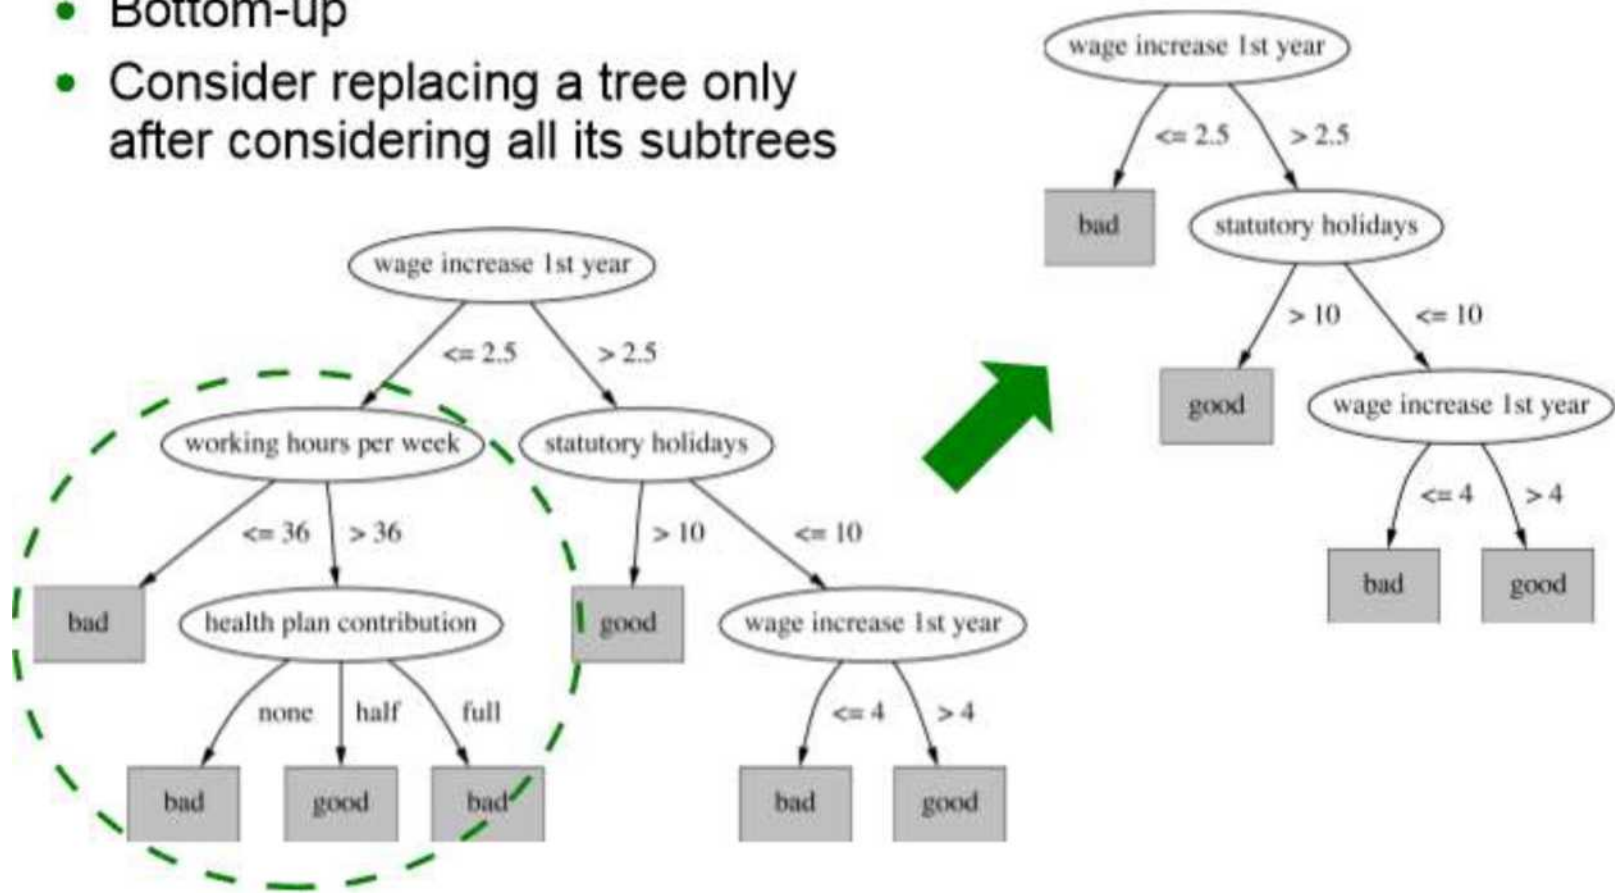 Bottom-up
Consider replacing a tree only
after considering all its subtrees
wage increase 1st year
<= 2.5
> 2.5
working hours per week
statutory holidays
<= 36
> 36
> 10
<= 10
bad
health plan contribution
good
wage increase 1st year
none
half
full
<= 4
> 4
bad
good
bad
bad
good
wage increase 1st year
<= 2.5
> 2.5
bad
statutory holidays
> 10
<= 10
good
wage increase 1st year
<= 4
> 4
bad
good